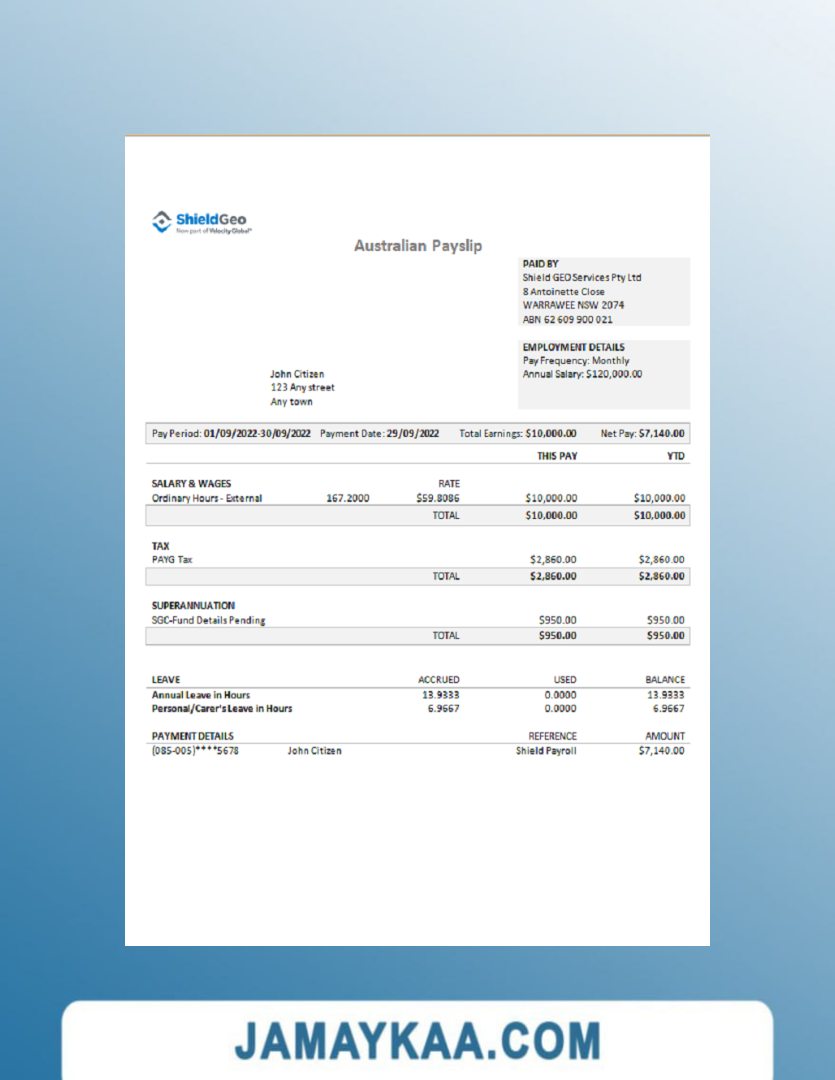 ShieldGeo
Now part of Velocity Global™
Australian Payslip
PAID BY
Shield GEO Services Pty Ltd
8 Antoinette Close
WARRAWEE NSW 2074
ABN 62 609 900 021
EMPLOYMENT DETAILS
Pay Frequency: Monthly
Annual Salary: $120,000.00
John Citizen
123 Any street
Any town
Pay Period: 01/09/2022-30/09/2022 Payment Date: 29/09/2022 Total Earnings: $10,000.00 Net Pay: $7,140.00
THIS PAY YTD
SALARY & WAGES RATE
Ordinary Hours - External 167.2000 $59.8086 $10,000.00 $10,000.00
TOTAL $10,000.00 $10,000.00
TAX
PAYG Tax $2,860.00 $2,860.00
TOTAL $2,860.00 $2,860.00
SUPERANNUATION
SGC-Fund Details Pending $950.00 $950.00
TOTAL $950.00 $950.00
LEAVE ACCRUED USED BALANCE
Annual Leave in Hours 13.9333 0.0000 13.9333
Personal/Carer's Leave in Hours 6.9667 0.0000 6.9667
PAYMENT DETAILS REFERENCE AMOUNT
(085-005)****5678 John Citizen Shield Payroll $7,140.00
JAMAYKAA.COM